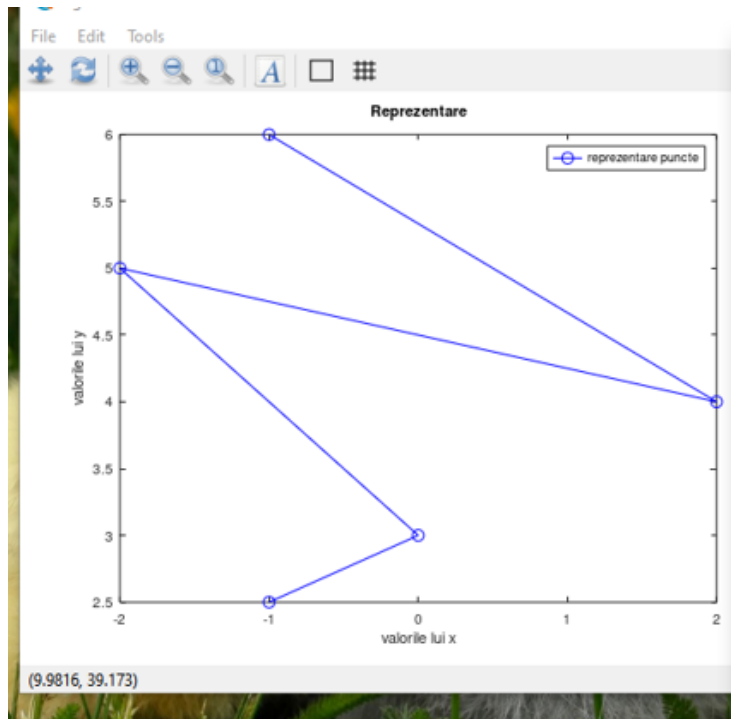 File Edit Tools
A
Reprezentare
reprezentare puncte
6
5.5
5
4.5
4
3.5
3
2.5
valorile lui y
-2 -1 0 1 2
valorile lui x
(9.9816, 39.173)